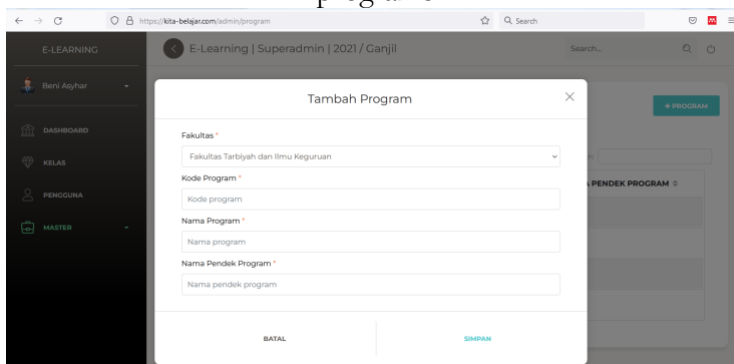 https://kita-belajar.com/admin/program
Search
E-LEARNING
E-Learning | Superadmin | 2021 / Ganjil
Search...
Beni Asyhar
Tambah Program
+ PROGRAM
DASHBOARD
Fakultas *
Fakultas Tarbiyah dan Ilmu Keguruan
KELAS
Kode Program *
Kode program
PENDEK PROGRAM
PENGGUNA
Nama Program *
Nama program
MASTER
Nama Pendek Program *
Nama pendek program
BATAL
SIMPAN